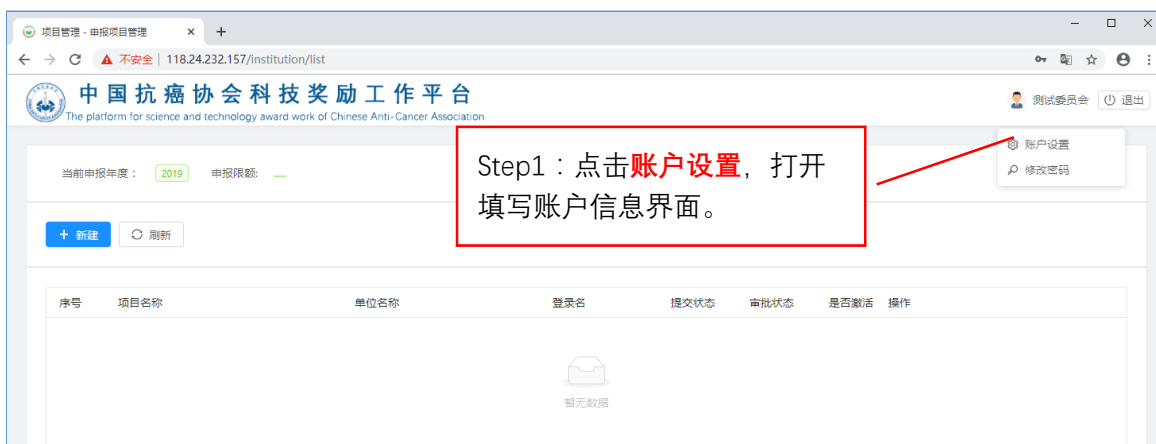 项目管理 - 申报项目管理
不安全 | 118.24.232.157/institution/list
中国抗癌协会科技奖励工作平台
The platform for science and technology award work of Chinese Anti-Cancer Association
测试委员会 退出
账户设置
修改密码
当前申报年度： 2019 申报限额:
Step1：点击账户设置，打开
填写账户信息界面。
+ 新建 刷新
序号 项目名称 单位名称 登录名 提交状态 审批状态 是否激活 操作
暂无数据